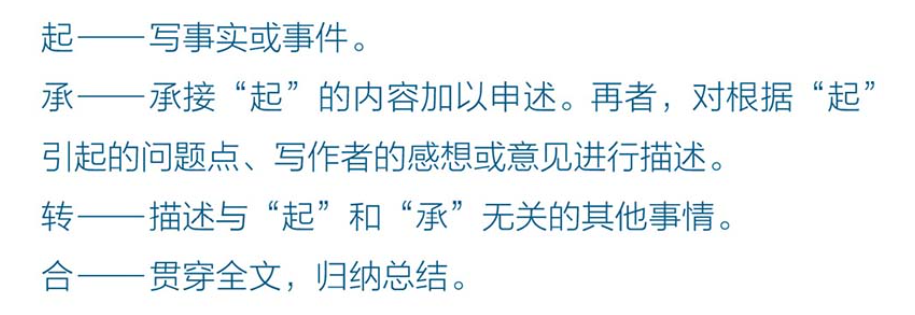 起——写事实或事件。
承——承接“起”的内容加以申述。再者，对根据“起”
引起的问题点、写作者的感想或意见进行描述。
转——描述与“起”和“承”无关的其他事情。
合——贯穿全文，归纳总结。